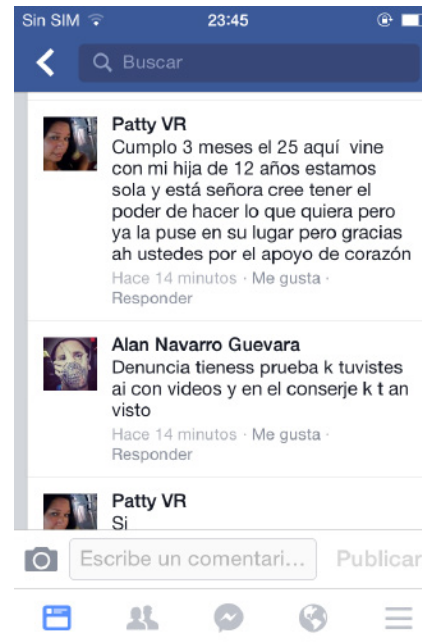 Sin SIM 23:45
Buscar
Patty VR
Cumplo 3 meses el 25 aquí vine
con mi hija de 12 años estamos
sola y está señora cree tener el
poder de hacer lo que quiera pero
ya la puse en su lugar pero gracias
ah ustedes por el apoyo de corazón
Hace 14 minutos · Me gusta ·
Responder
Alan Navarro Guevara
Denuncia tieness prueba k tuvistes
ai con videos y en el conserje k t an
visto
Hace 14 minutos · Me gusta ·
Responder
Patty VR
Si
Escribe un comentari... Publicar